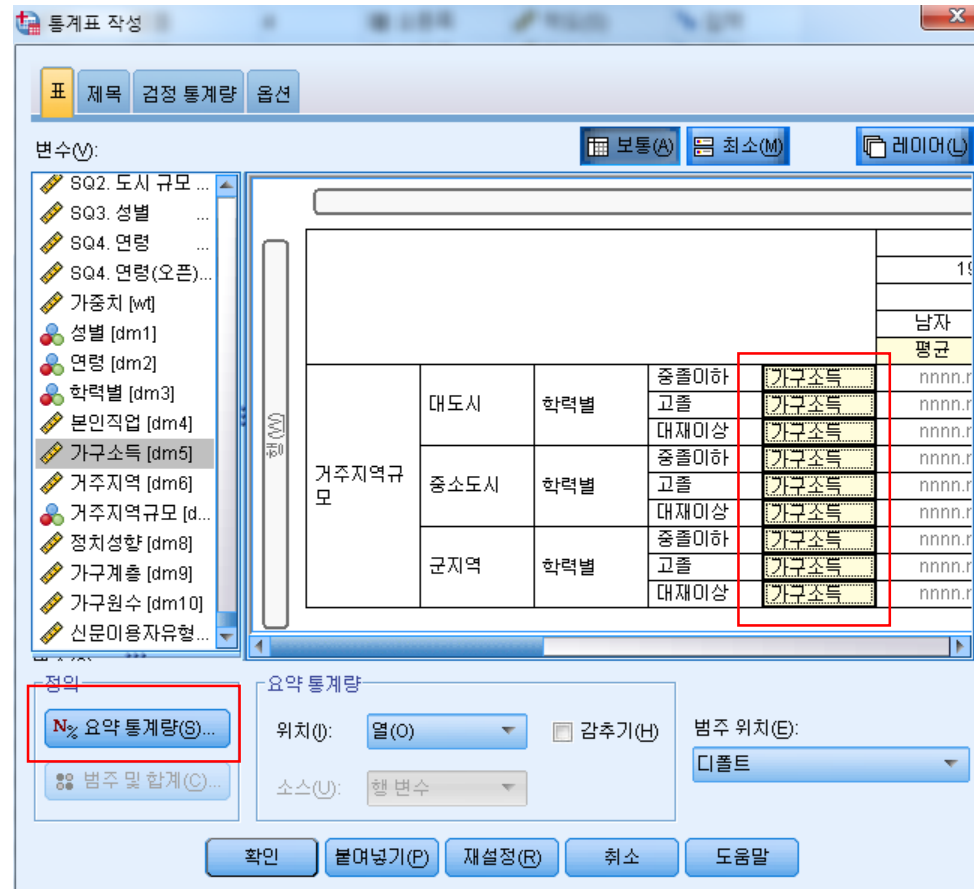 통계표 작성
표 제목 검정 통계량 옵션
변수(V):
보통(A) 최소(M) 레이어(L)
SQ2. 도시 규모 ...
SQ3. 성별 ...
SQ4. 연령 ...
SQ4. 연령(오픈)...
가중치 [wt]
성별 [dm1]
연령 [dm2]
학력별 [dm3]
본인직업 [dm4]
가구소득 [dm5]
거주지역 [dm6]
거주지역규모 [d...
정치성향 [dm8]
가구계층 [dm9]
가구원수 [dm10]
신문이용자유형...
행(W)
19
남자
평균
거주지역규
모
대도시 학력별
중졸이하 가구소득 nnnn.r
고졸 가구소득 nnnn.r
대재이상 가구소득 nnnn.r
중소도시 학력별
중졸이하 가구소득 nnnn.r
고졸 가구소득 nnnn.r
대재이상 가구소득 nnnn.r
군지역 학력별
중졸이하 가구소득 nnnn.r
고졸 가구소득 nnnn.r
대재이상 가구소득 nnnn.r
정의
N% 요약 통계량(S)...
범주 및 합계(C)...
요약 통계량
위치(I): 열(O) 감추기(H)
소스(U): 행 변수
범주 위치(E):
디폴트
확인 붙여넣기(P) 재설정(R) 취소 도움말